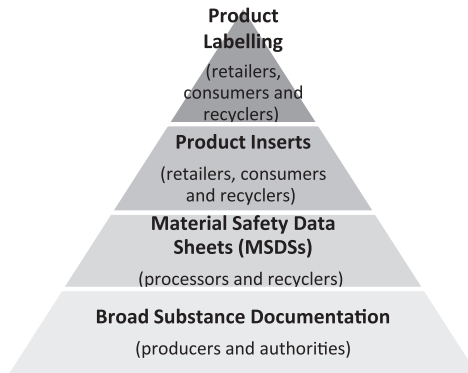 Product
Labelling
(retailers,
consumers and
recyclers)
Product Inserts
(retailers, consumers
and recyclers)
Material Safety Data
Sheets (MSDSs)
(processors and recyclers)
Broad Substance Documentation
(producers and authorities)